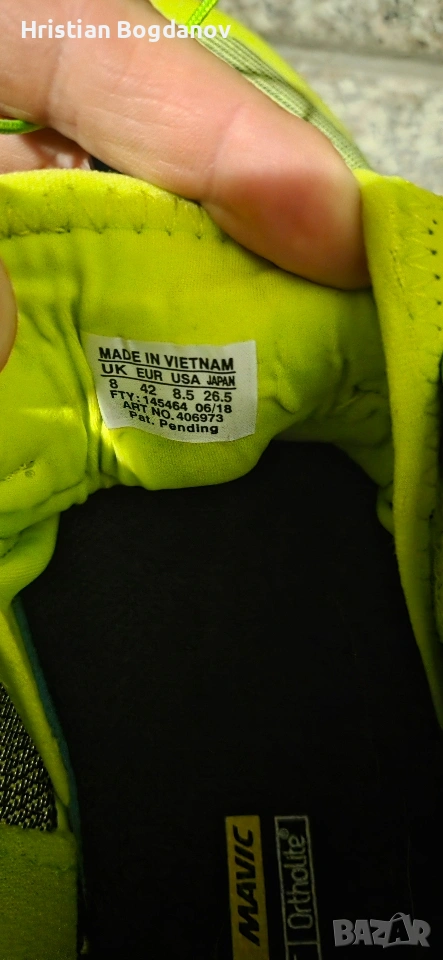 Hristian Bogdanov
MADE IN VIETNAM
UK EUR USA JAPAN
8 42 8.5 26.5
FTY: 145464 06/18
ART NO. 406973
Pat. Pending
MAVIC
Ortholite®
BAZAR